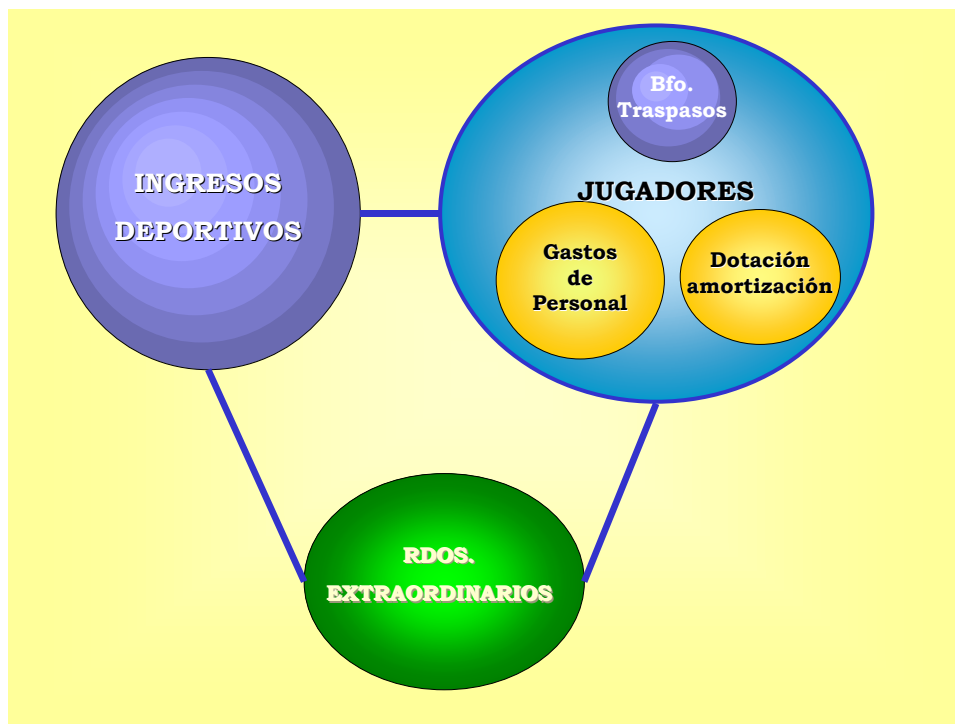 INGRESOS
DEPORTIVOS
Bfo.
Traspasos
JUGADORES
Gastos
de
Personal
Dotación
amortización
RDOS.
EXTRAORDINARIOS